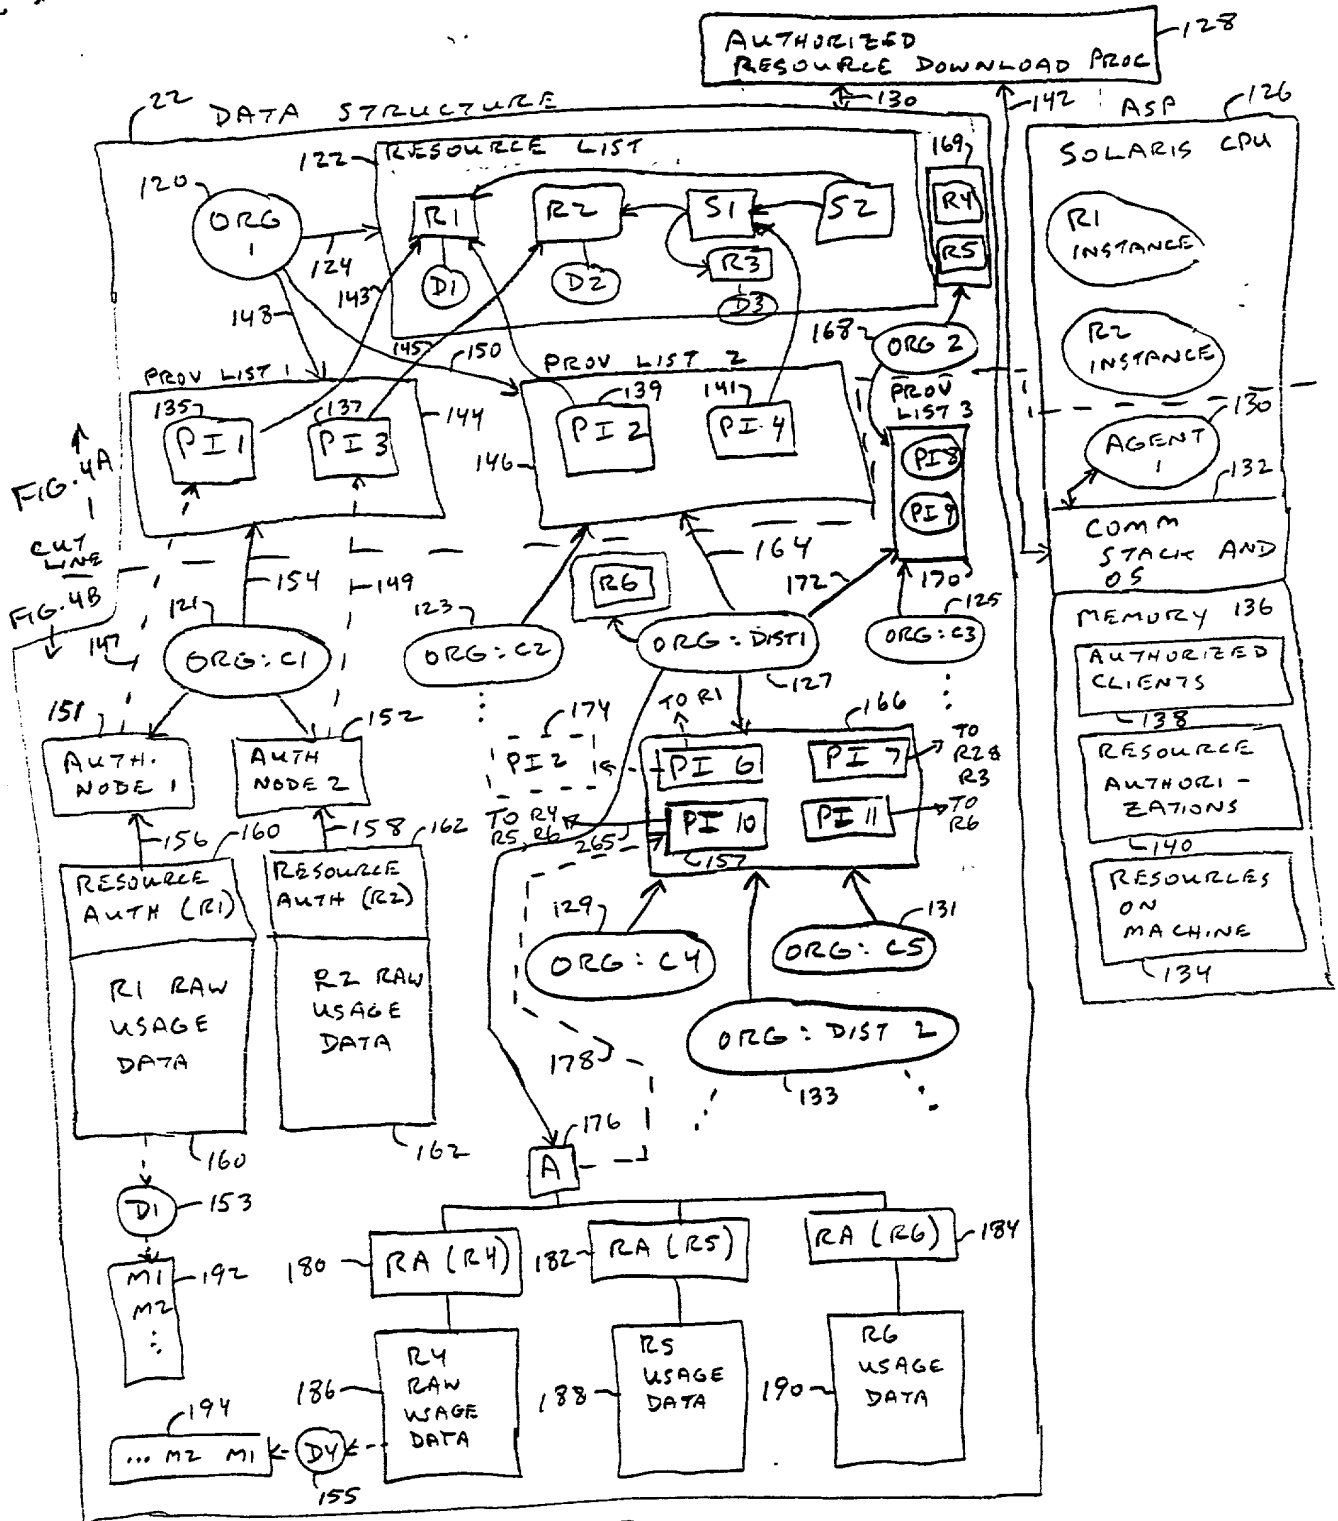 AUTHORIZED
RESOURCE DOWNLOAD PROC
128
22
DATA STRUCTURE
130
142
ASP
126
122
RESOURCE LIST
169
SOLARIS CPU
120
ORG
1
R1
R2
S1
S2
R4
R5
R1
INSTANCE
124
D1
D2
R3
D3
143
148
145
150
168
ORG 2
R2
INSTANCE
PROV LIST 1
PROV LIST 2
PROV
LIST 3
135
137
144
139
141
130
PI 1
PI 3
PI 2
PI 4
PI 8
PI 9
AGENT
1
146
132
FIG. 4A
CUT
LINE
FIG. 4B
COMM
STACK AND
OS
154
149
164
172
170
R6
121
123
125
147
ORG: C1
ORG: C2
ORG: DIST1
ORG: C3
127
MEMORY 136
AUTHORIZED
CLIENTS
138
151
152
174
TO R1
166
AUTH.
NODE 1
AUTH
NODE 2
PI 2
PI 6
PI 7
TO
R2 &
R3
RESOURCE
AUTHORI-
ZATIONS
140
TO R4
R5, R6
265
PI 10
PI 11
TO
R6
157
156
160
158
162
RESOURCE
AUTH (R1)
RESOURCE
AUTH (R2)
RESOURCES
ON
MACHINE
134
129
131
ORG: C4
ORG: C5
R1 RAW
USAGE
DATA
R2 RAW
USAGE
DATA
ORG: DIST 2
133
178
160
162
176
A
D1
153
M1
M2
192
180
RA (R4)
182
RA (R5)
RA (R6)
184
186
R4
RAW
USAGE
DATA
188
R5
USAGE
DATA
190
R6
USAGE
DATA
194
... M2 M1
D4
155